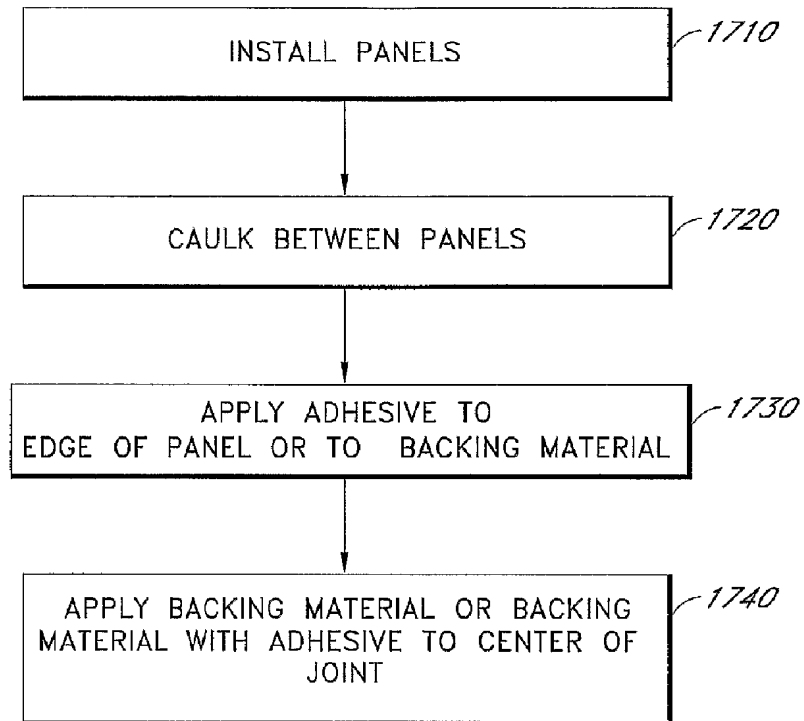 INSTALL PANELS
1710
CAULK BETWEEN PANELS
1720
APPLY ADHESIVE TO
EDGE OF PANEL OR TO BACKING MATERIAL
1730
APPLY BACKING MATERIAL OR BACKING
MATERIAL WITH ADHESIVE TO CENTER OF
JOINT
1740